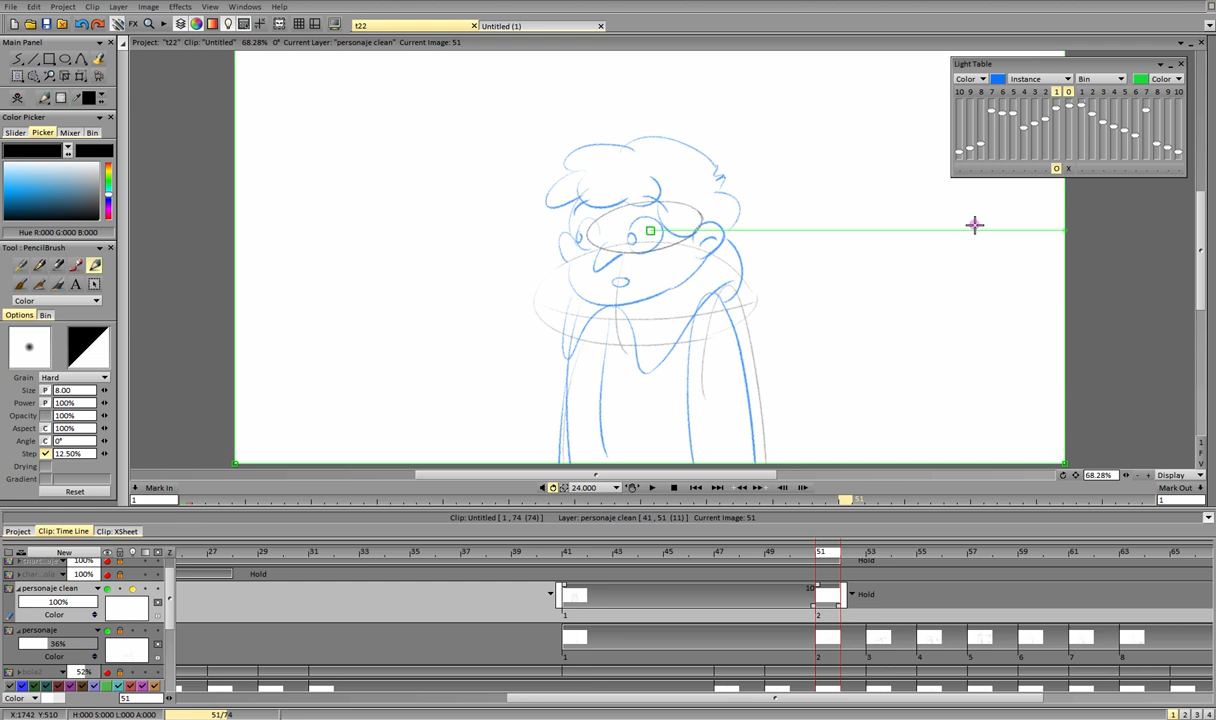 File Edit Project Clip Layer Image Effects View Windows Help
FX
t22 × Untitled (1) ×
Main Panel
Project: "t22" Clip: "Untitled" 68.28% 0° Current Layer: "personaje clean" Current Image: 51
Light Table
Color Instance Bin Color
10 9 8 7 6 5 4 3 2 1 0 1 2 3 4 5 6 7 8 9 10
O X
Color Picker
Slider Picker Mixer Bin
Hue R:000 G:000 B:000
Tool : PencilBrush
A
Color
Options Bin
Grain Hard
Size P 8.00
Power P 100%
Opacity 100%
Aspect C 100%
Angle C 0°
Step 12.50%
Drying
Gradient
Reset
1
F
V
68.28% Display
Mark In 24.000 Mark Out
1 51 1
Clip: Untitled [ 1 , 74 (74) ] Layer: personaje clean [ 41 , 51 (11) ] Current Image: 51
Project Clip: Time Line Clip: XSheet
New Z 27 29 31 39 41 43 45 47 49 51 53 55 57 59 61 63 65
100% Hold
100% Hold
personaje clean 10
100% Hold
Color 1 2
personaje
36%
Color 1 2 3 4 5 6 7 8
52%
Color 51
X:1742 Y:510 H:000 S:000 L:000 A:000 51/74 1 2 3 4